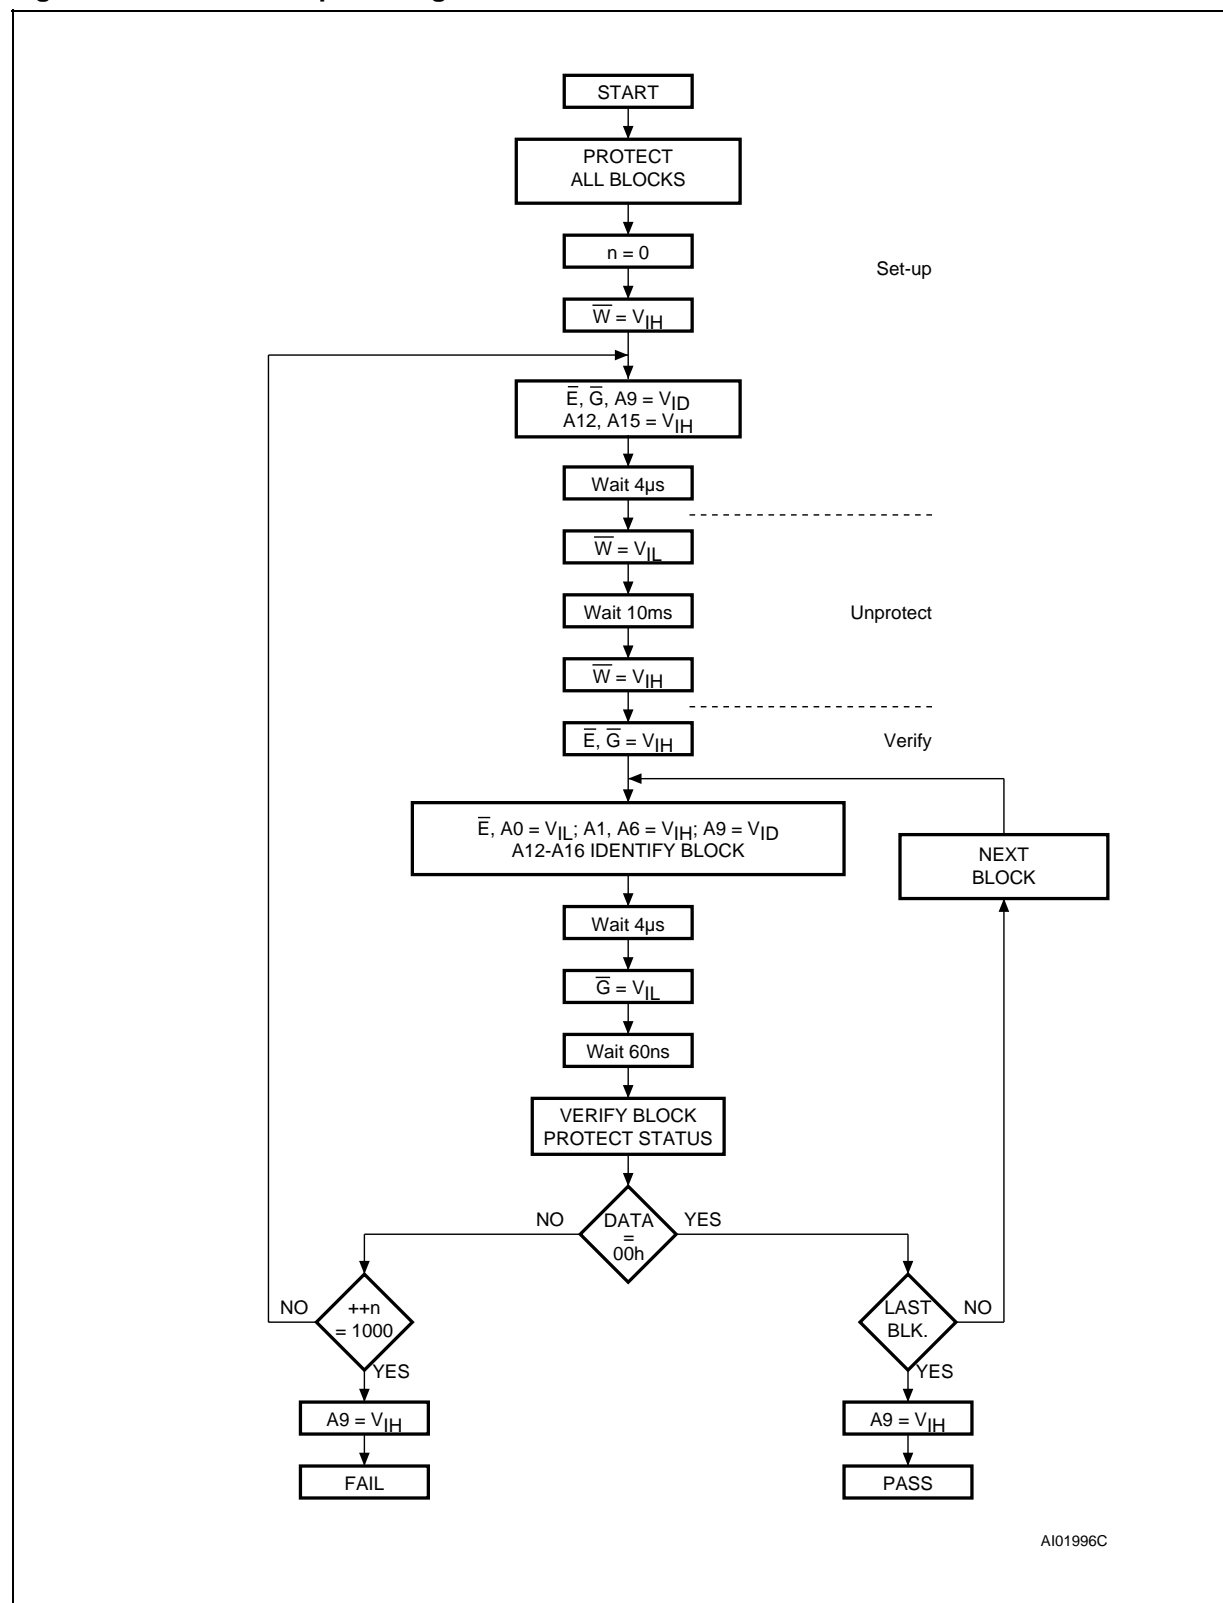 START
PROTECT
ALL BLOCKS
n = 0
Set-up
W̅ = VIH
E̅, G̅, A9 = VID
A12, A15 = VIH
Wait 4µs
W̅ = VIL
Wait 10ms
Unprotect
W̅ = VIH
E̅, G̅ = VIH
Verify
E̅, A0 = VIL; A1, A6 = VIH; A9 = VID
A12-A16 IDENTIFY BLOCK
NEXT
BLOCK
Wait 4µs
G̅ = VIL
Wait 60ns
VERIFY BLOCK
PROTECT STATUS
NO
DATA
=
00h
YES
NO
++n
= 1000
YES
LAST
BLK.
NO
YES
A9 = VIH
A9 = VIH
FAIL
PASS
AI01996C